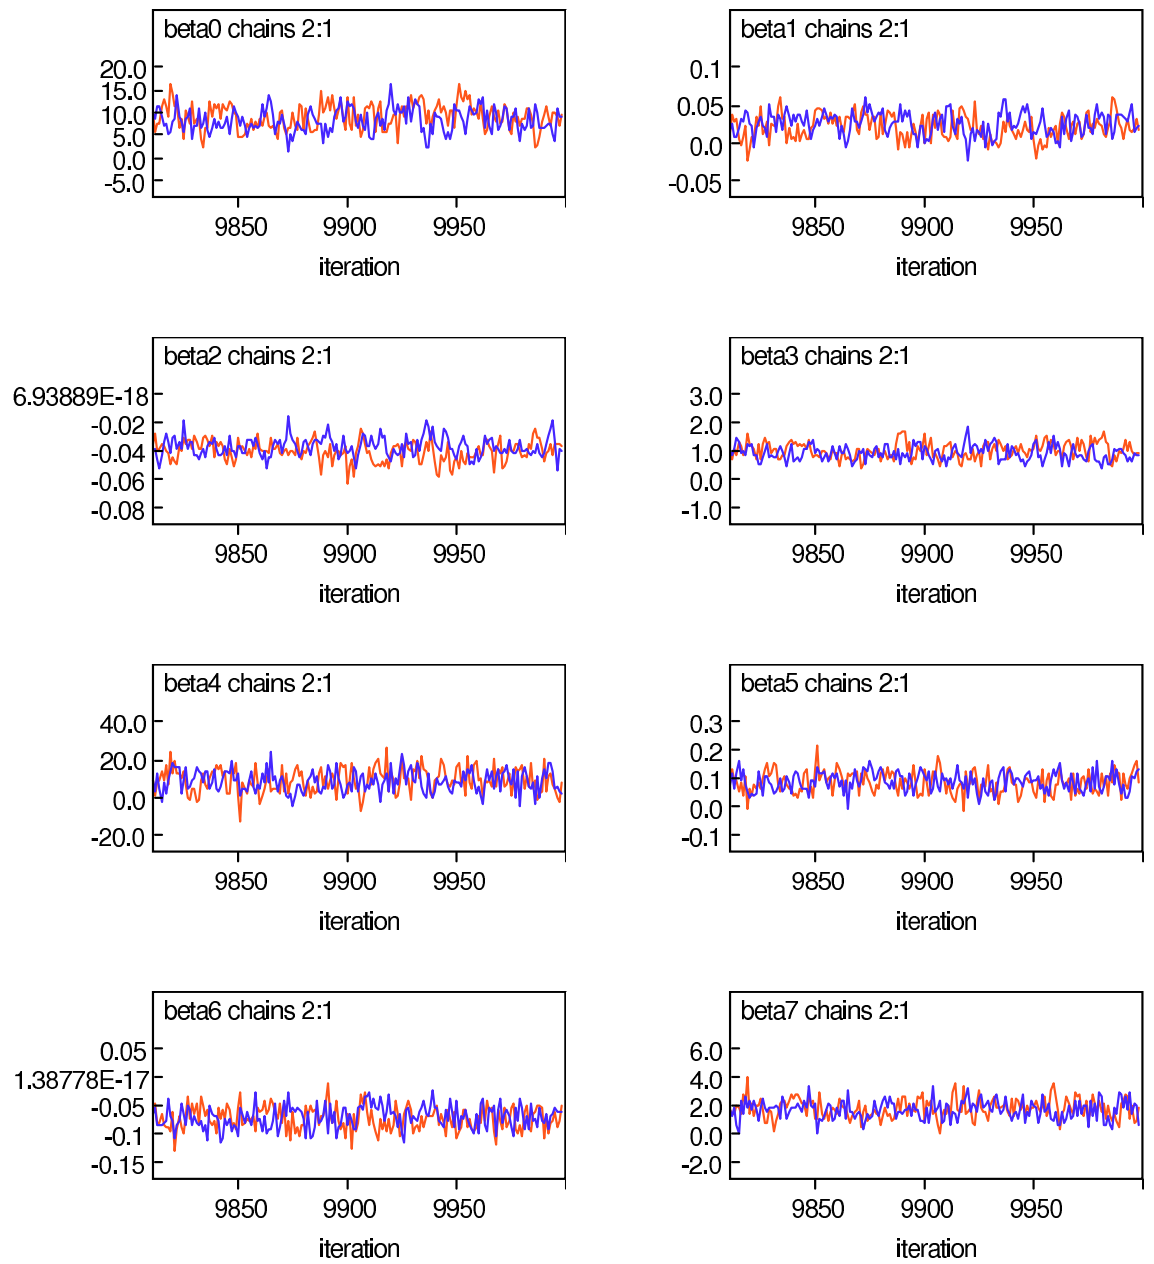 beta0 chains 2:1
20.0
15.0
10.0
5.0
0.0
-5.0
9850 9900 9950
iteration
beta1 chains 2:1
0.1
0.05
0.0
-0.05
9850 9900 9950
iteration
beta2 chains 2:1
6.93889E-18
-0.02
-0.04
-0.06
-0.08
9850 9900 9950
iteration
beta3 chains 2:1
3.0
2.0
1.0
0.0
-1.0
9850 9900 9950
iteration
beta4 chains 2:1
40.0
20.0
0.0
-20.0
9850 9900 9950
iteration
beta5 chains 2:1
0.3
0.2
0.1
0.0
-0.1
9850 9900 9950
iteration
beta6 chains 2:1
0.05
1.38778E-17
-0.05
-0.1
-0.15
9850 9900 9950
iteration
beta7 chains 2:1
6.0
4.0
2.0
0.0
-2.0
9850 9900 9950
iteration